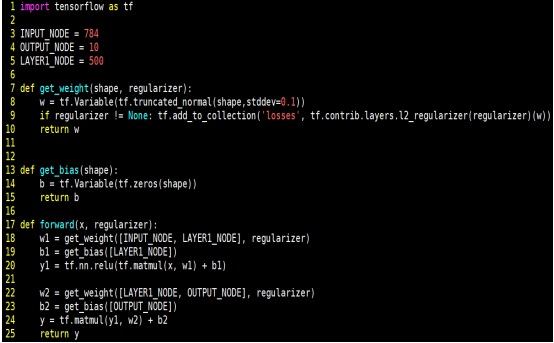 1 import tensorflow as tf
2
3 INPUT_NODE = 784
4 OUTPUT_NODE = 10
5 LAYER1_NODE = 500
6
7 def get_weight(shape, regularizer):
8     w = tf.Variable(tf.truncated_normal(shape,stddev=0.1))
9     if regularizer != None: tf.add_to_collection('losses', tf.contrib.layers.l2_regularizer(regularizer)(w))
10     return w
11
12
13 def get_bias(shape):
14     b = tf.Variable(tf.zeros(shape))
15     return b
16
17 def forward(x, regularizer):
18     w1 = get_weight([INPUT_NODE, LAYER1_NODE], regularizer)
19     b1 = get_bias([LAYER1_NODE])
20     y1 = tf.nn.relu(tf.matmul(x, w1) + b1)
21
22     w2 = get_weight([LAYER1_NODE, OUTPUT_NODE], regularizer)
23     b2 = get_bias([OUTPUT_NODE])
24     y = tf.matmul(y1, w2) + b2
25     return y